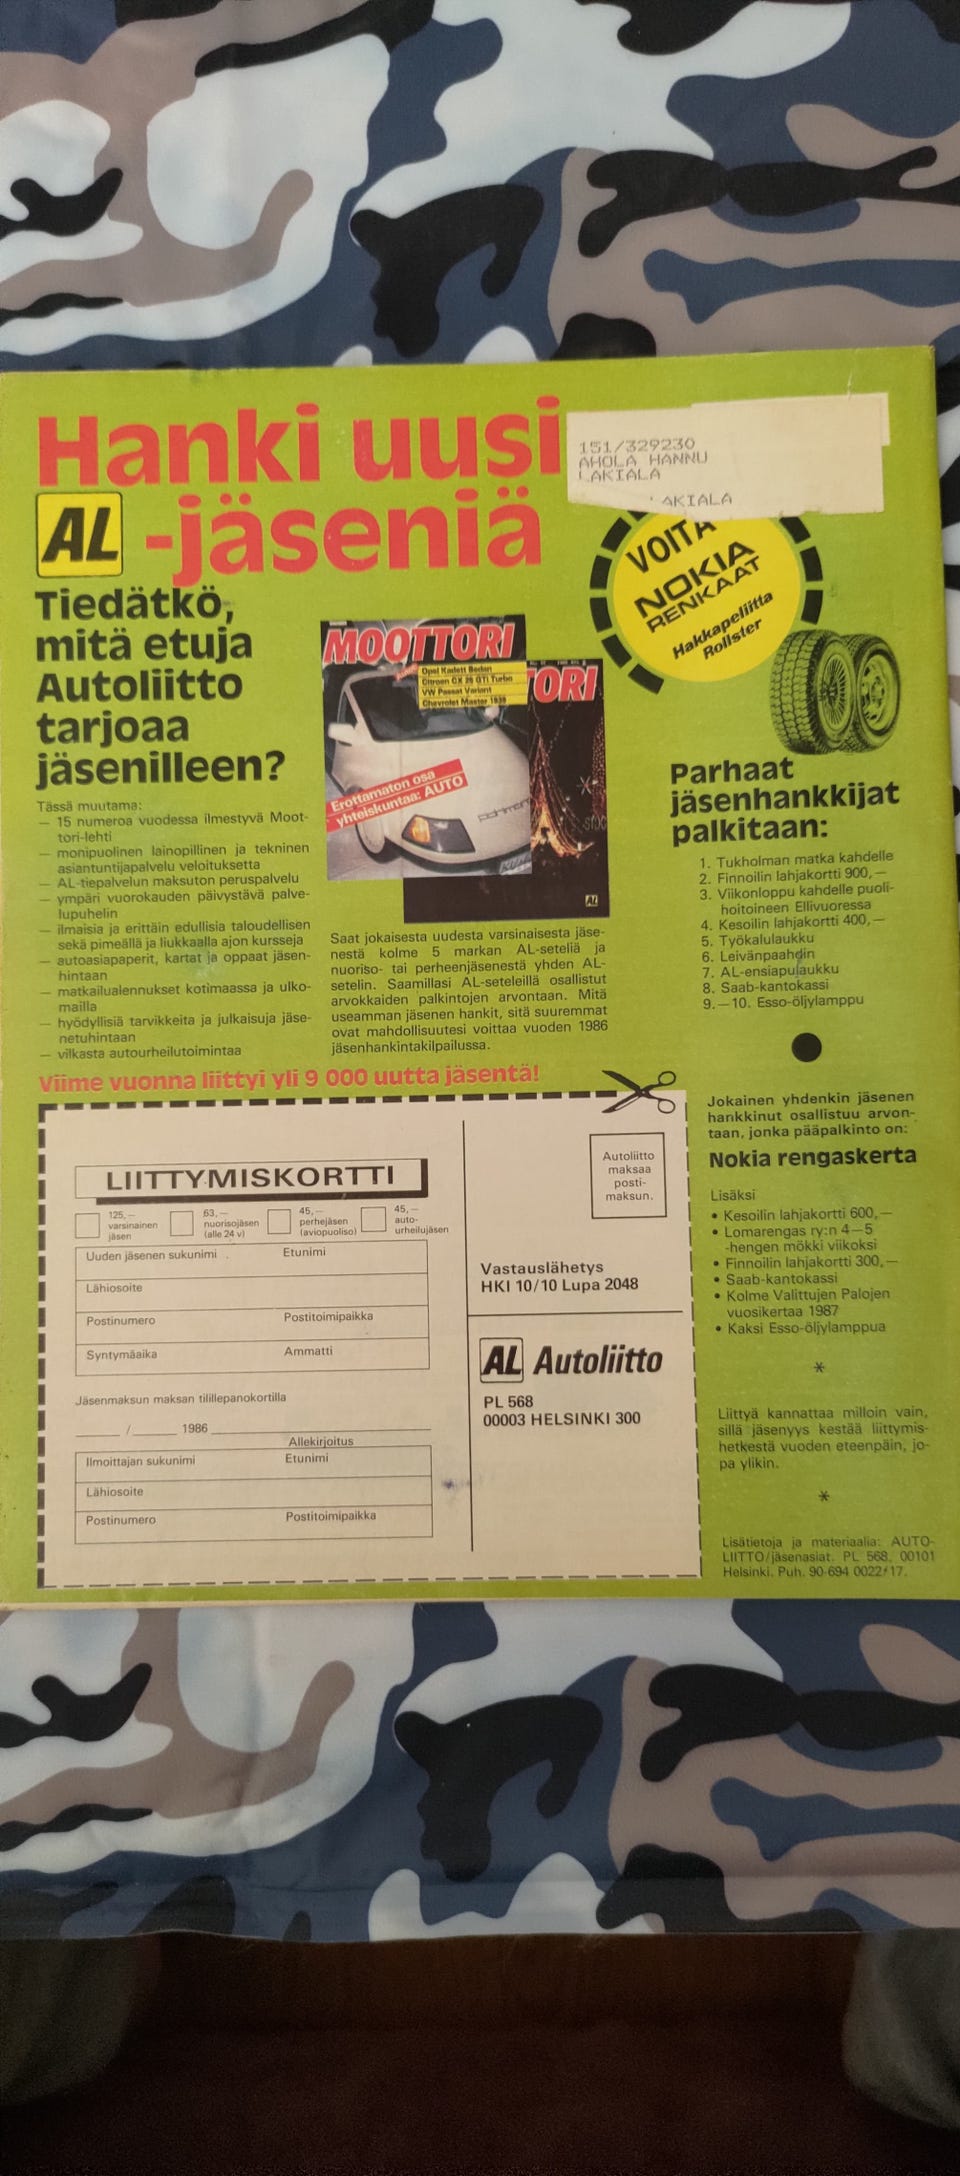 Hanki uusi
AL -jäseniä
151/329230
AHOLA HANNU
LAKIALA
AKIALA
Tiedätkö,
mitä etuja
Autoliitto
tarjoaa
jäsenilleen?
Tässä muutama:
— 15 numeroa vuodessa ilmestyvä Moot-
tori-lehti
— monipuolinen lainopillinen ja tekninen
asiantuntijapalvelu veloituksetta
— AL-tiepalvelun maksuton peruspalvelu
— ympäri vuorokauden päivystävä palve-
lupuhelin
— ilmaisia ja erittäin edullisia taloudellisen
sekä pimeällä ja liukkaalla ajon kursseja
— autoasiapaperit, kartat ja oppaat jäsen-
hintaan
— matkailualennukset kotimaassa ja ulko-
mailla
— hyödyllisiä tarvikkeita ja julkaisuja jäse-
netuhintaan
— vilkasta autourheilutoimintaa
MOOTTORI
Opel Kadett Sedan
Citroen CX 25 GTI Turbo
VW Passat Variant
Chevrolet Master 1939
TORI
Erottamaton osa
yhteiskuntaa: AUTO
AL
Saat jokaisesta uudesta varsinaisesta jäse-
nestä kolme 5 markan AL-seteliä ja
nuoriso- tai perheenjäsenestä yhden AL-
setelin. Saamillasi AL-seteleillä osallistut
arvokkaiden palkintojen arvontaan. Mitä
useamman jäsenen hankit, sitä suuremmat
ovat mahdollisuutesi voittaa vuoden 1986
jäsenhankintakilpailussa.
VOITA
NOKIA
RENKAAT
Hakkapeliitta
Rollster
Parhaat
jäsenhankkijat
palkitaan:
1. Tukholman matka kahdelle
2. Finnoilin lahjakortti 900,—
3. Viikonloppu kahdelle puoli-
hoitoineen Ellivuoressa
4. Kesoilin lahjakortti 400,—
5. Työkalulaukku
6. Leivänpaahdin
7. AL-ensiapulaukku
8. Saab-kantokassi
9.—10. Esso-öljylamppu
Viime vuonna liittyi yli 9 000 uutta jäsentä!
LIITTYMISKORTTI
125,—
varsinainen
jäsen
63,—
nuorisojäsen
(alle 24 v)
45,—
perhejäsen
(aviopuoliso)
45,—
auto-
urheilujäsen
Uuden jäsenen sukunimi Etunimi
Lähiosoite
Postinumero Postitoimipaikka
Syntymäaika Ammatti
Jäsenmaksun maksan tilillepanokortilla
/ 1986
Allekirjoitus
Ilmoittajan sukunimi Etunimi
Lähiosoite
Postinumero Postitoimipaikka
Autoliitto
maksaa
posti-
maksun.
Vastauslähetys
HKI 10/10 Lupa 2048
AL Autoliitto
PL 568
00003 HELSINKI 300
Jokainen yhdenkin jäsenen
hankkinut osallistuu arvon-
taan, jonka pääpalkinto on:
Nokia rengaskerta
Lisäksi
• Kesoilin lahjakortti 600,—
• Lomarengas ry:n 4—5
-hengen mökki viikoksi
• Finnoilin lahjakortti 300,—
• Saab-kantokassi
• Kolme Valittujen Palojen
vuosikertaa 1987
• Kaksi Esso-öljylamppua
*
Liittyä kannattaa milloin vain,
sillä jäsenyys kestää liittymis-
hetkestä vuoden eteenpäin, jo-
pa ylikin.
*
Lisätietoja ja materiaalia: AUTO-
LIITTO/jäsenasiat. PL 568, 00101
Helsinki. Puh. 90-694 0022/17.